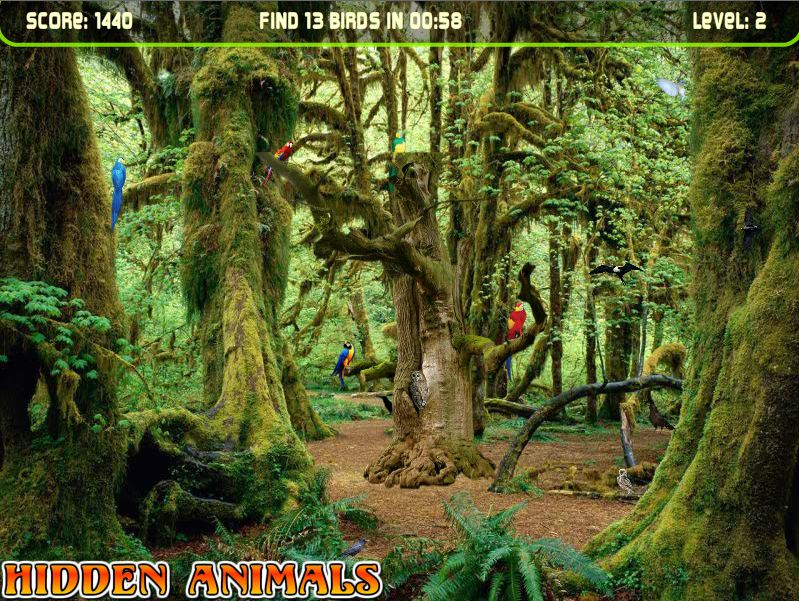 Score: 1440
Find 13 birds in 00:58
Level: 2
HIDDEN ANIMALS